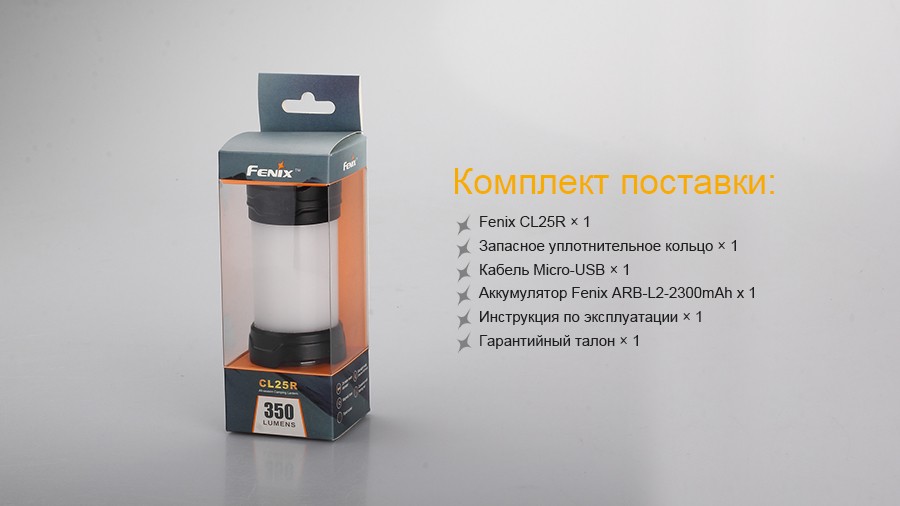 FENIX™
FENIX
CL25R
350
LUMENS
Комплект поставки:
Fenix CL25R × 1
Запасное уплотнительное кольцо × 1
Кабель Micro-USB × 1
Аккумулятор Fenix ARB-L2-2300mAh x 1
Инструкция по эксплуатации × 1
Гарантийный талон × 1